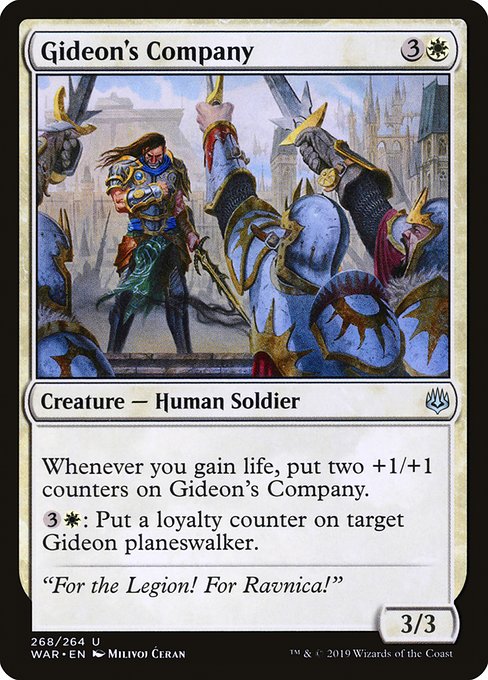 Gideon's Company 3
Creature — Human Soldier
Whenever you gain life, put two +1/+1
counters on Gideon's Company.
3: Put a loyalty counter on target
Gideon planeswalker.
"For the Legion! For Ravnica!"
3/3
268/264 U
WAR • EN Milivoj Ćeran
™ & © 2019 Wizards of the Coast